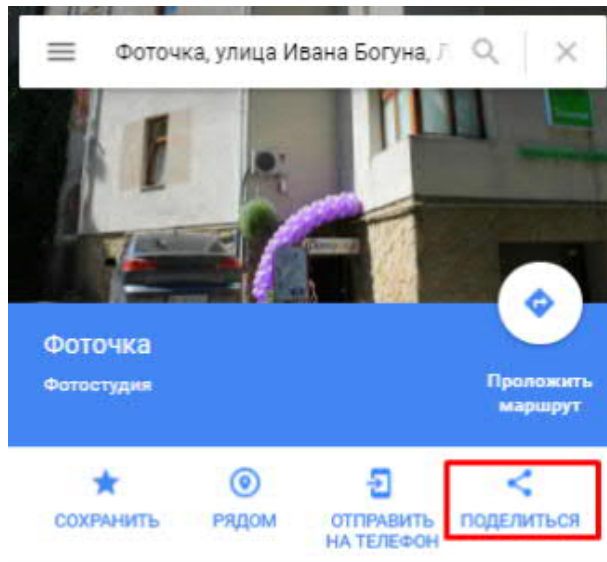 Фоточка, улица Ивана Богуна,
Фоточка
Фотостудия
Проложить
маршрут
СОХРАНИТЬ
РЯДОМ
ОТПРАВИТЬ
НА ТЕЛЕФОН
ПОДЕЛИТЬСЯ